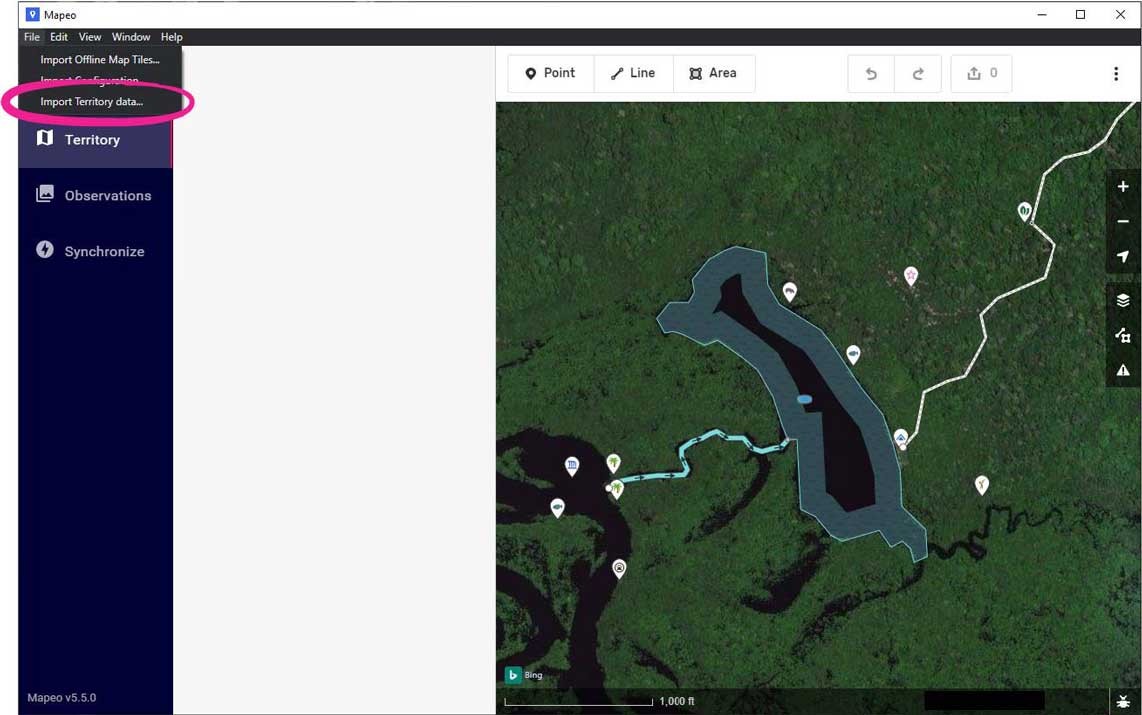 Mapeo
File Edit View Window Help
Import Offline Map Tiles...
Import Configuration...
Import Territory data...
Point Line Area 0
Territory
Observations
Synchronize
Mapeo v5.5.0
b Bing
1,000 ft